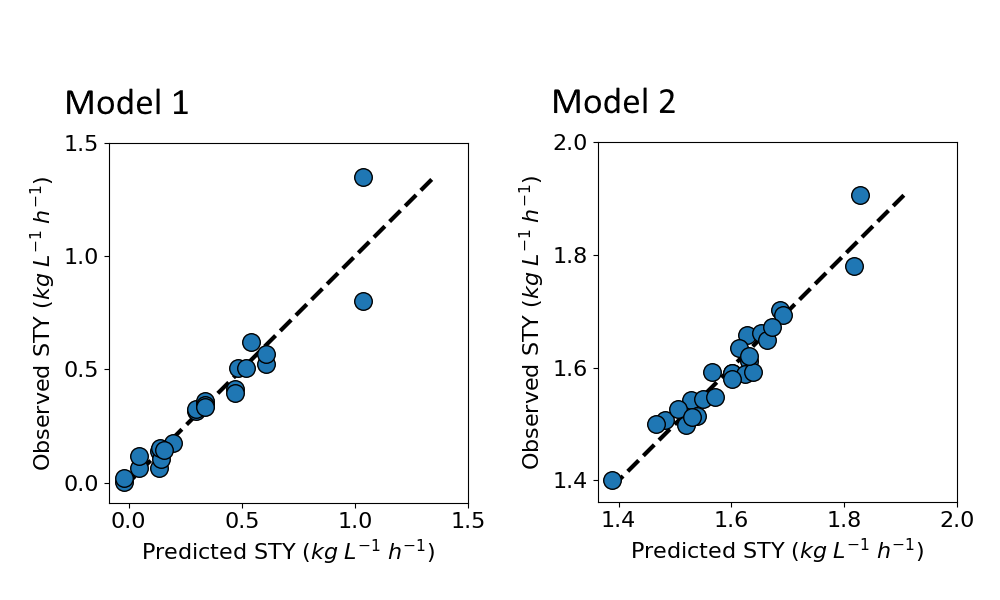 Model 1
Model 2
1.5
1.0
0.5
0.0
Observed STY (kg L⁻¹ h⁻¹)
0.0 0.5 1.0 1.5
Predicted STY (kg L⁻¹ h⁻¹)
2.0
1.8
1.6
1.4
Observed STY (kg L⁻¹ h⁻¹)
1.4 1.6 1.8 2.0
Predicted STY (kg L⁻¹ h⁻¹)